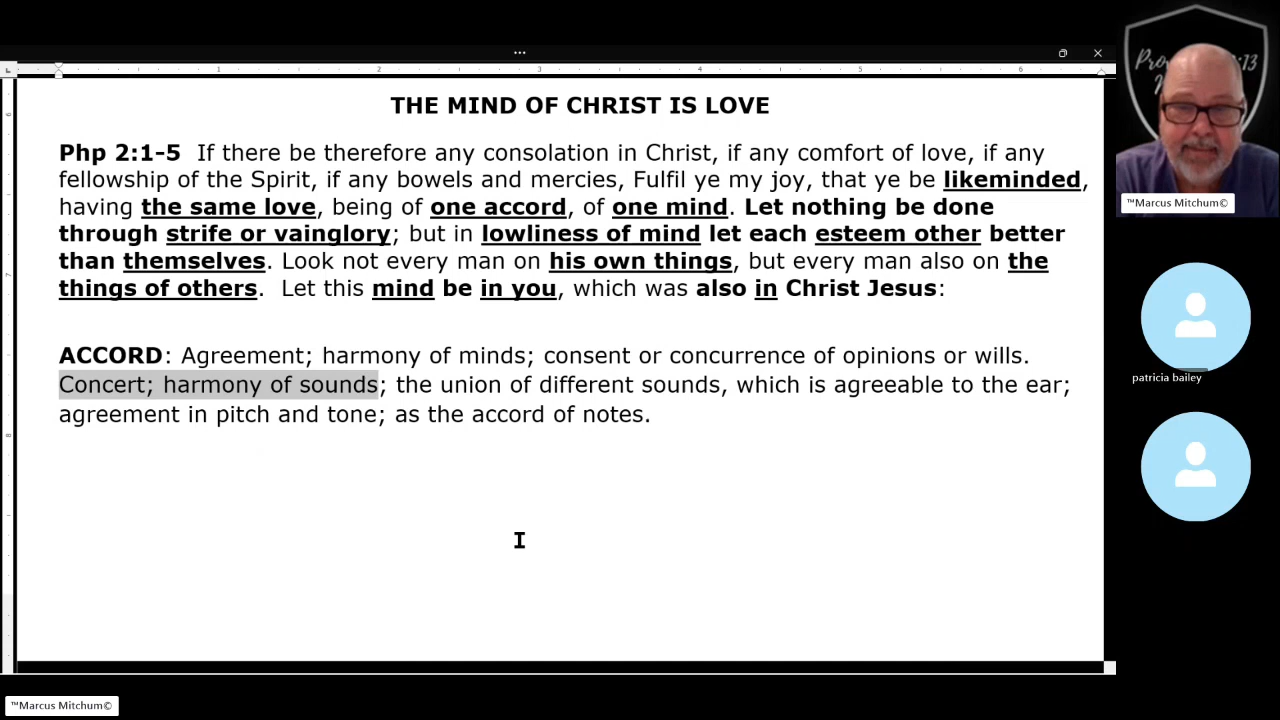 THE MIND OF CHRIST IS LOVE
Php 2:1-5 If there be therefore any consolation in Christ, if any comfort of love, if any
fellowship of the Spirit, if any bowels and mercies, Fulfil ye my joy, that ye be likeminded,
having the same love, being of one accord, of one mind. Let nothing be done
through strife or vainglory; but in lowliness of mind let each esteem other better
than themselves. Look not every man on his own things, but every man also on the
things of others. Let this mind be in you, which was also in Christ Jesus:
ACCORD: Agreement; harmony of minds; consent or concurrence of opinions or wills.
Concert; harmony of sounds; the union of different sounds, which is agreeable to the ear;
agreement in pitch and tone; as the accord of notes.
1 2 3 4 5 6
™Marcus Mitchum©
patricia bailey
™Marcus Mitchum©